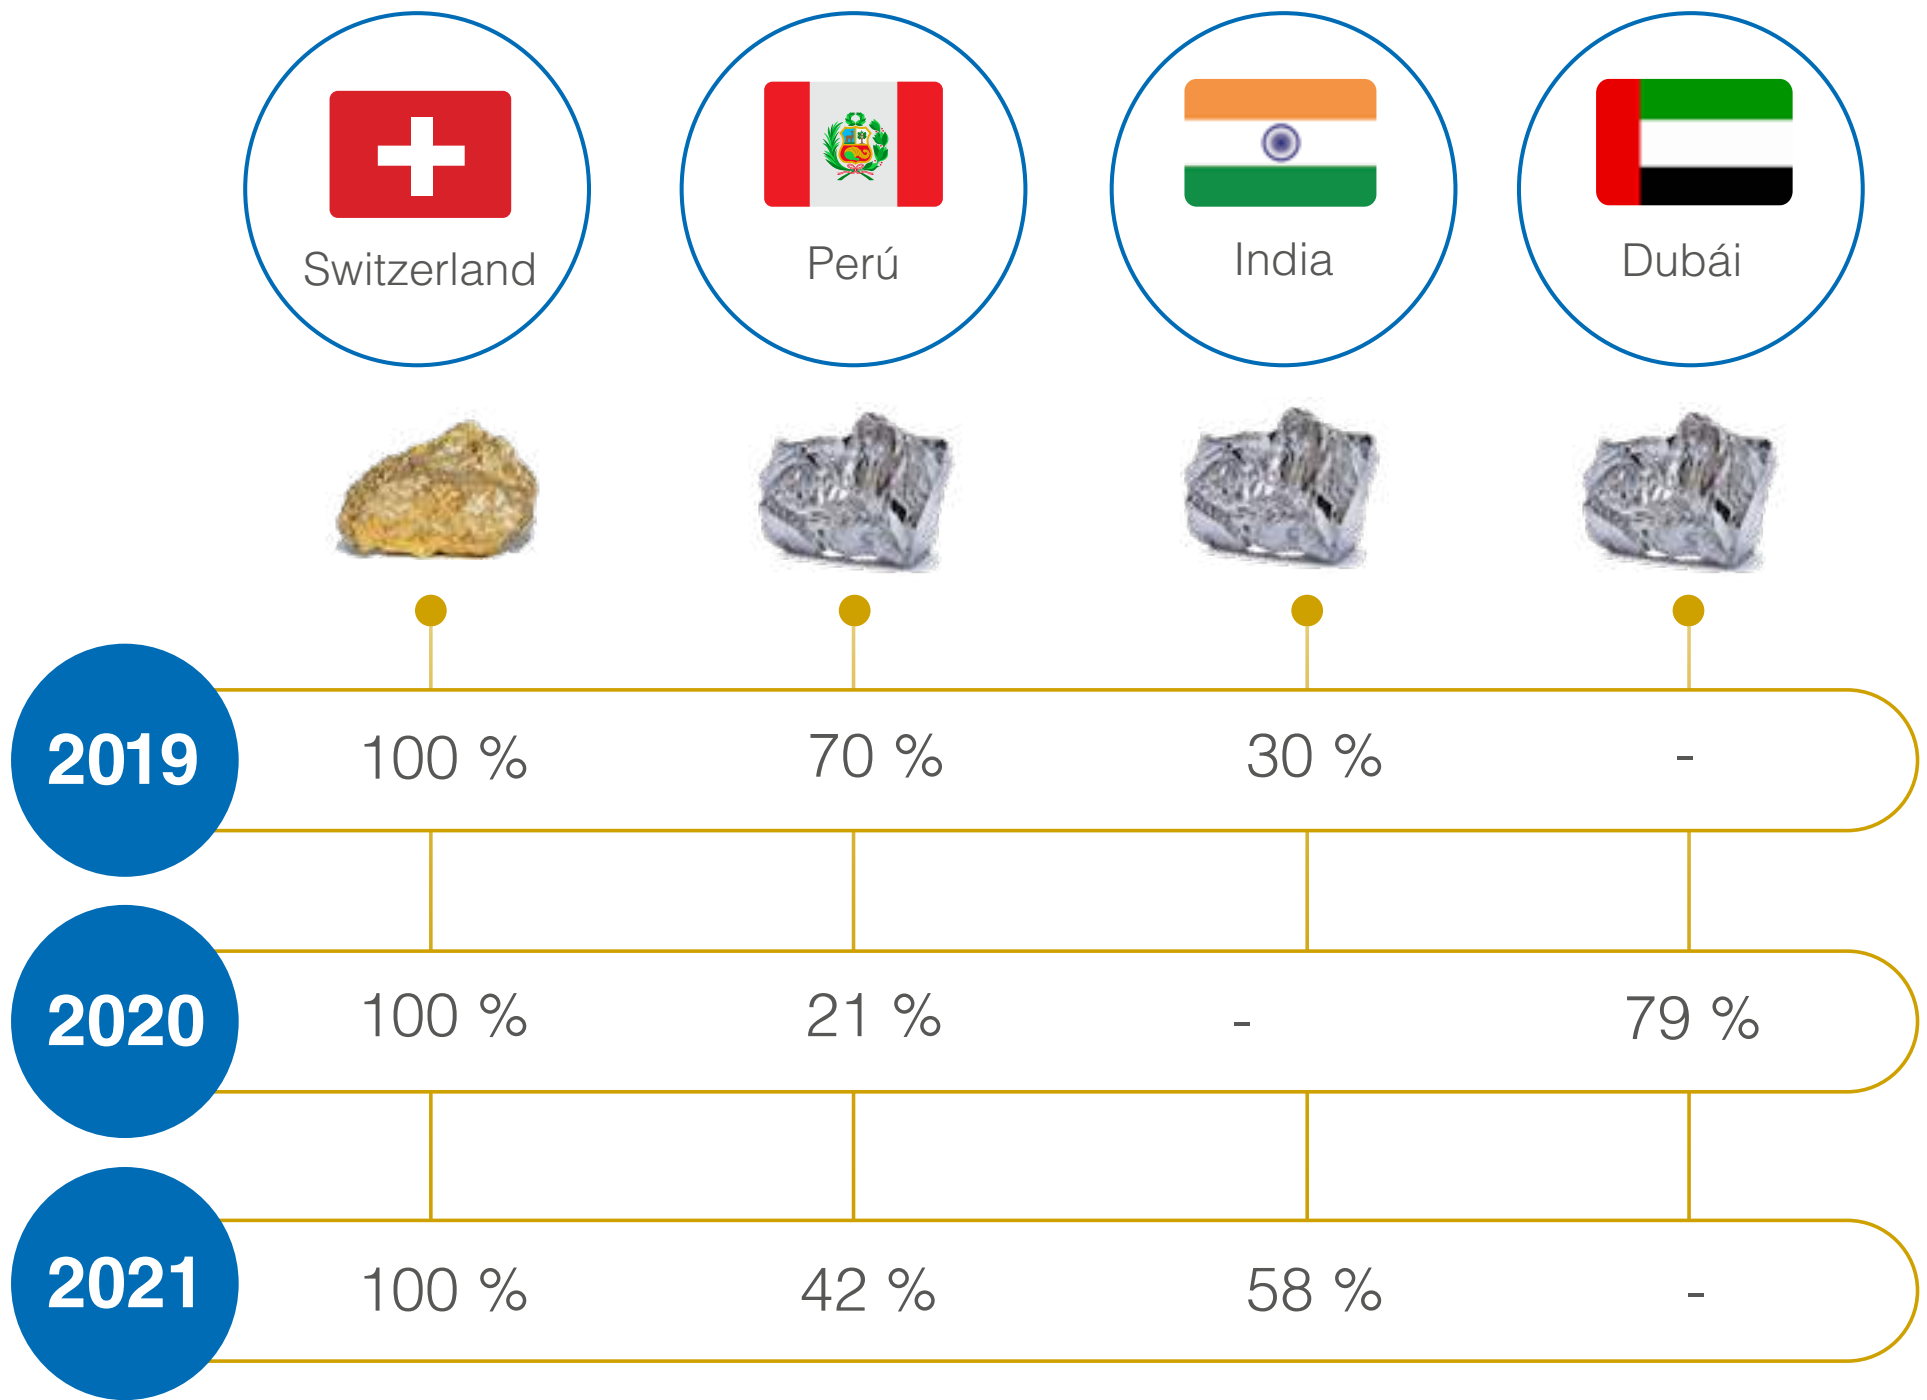 Switzerland
Perú
India
Dubái
2019 100 % 70 % 30 % -
2020 100 % 21 % - 79 %
2021 100 % 42 % 58 % -